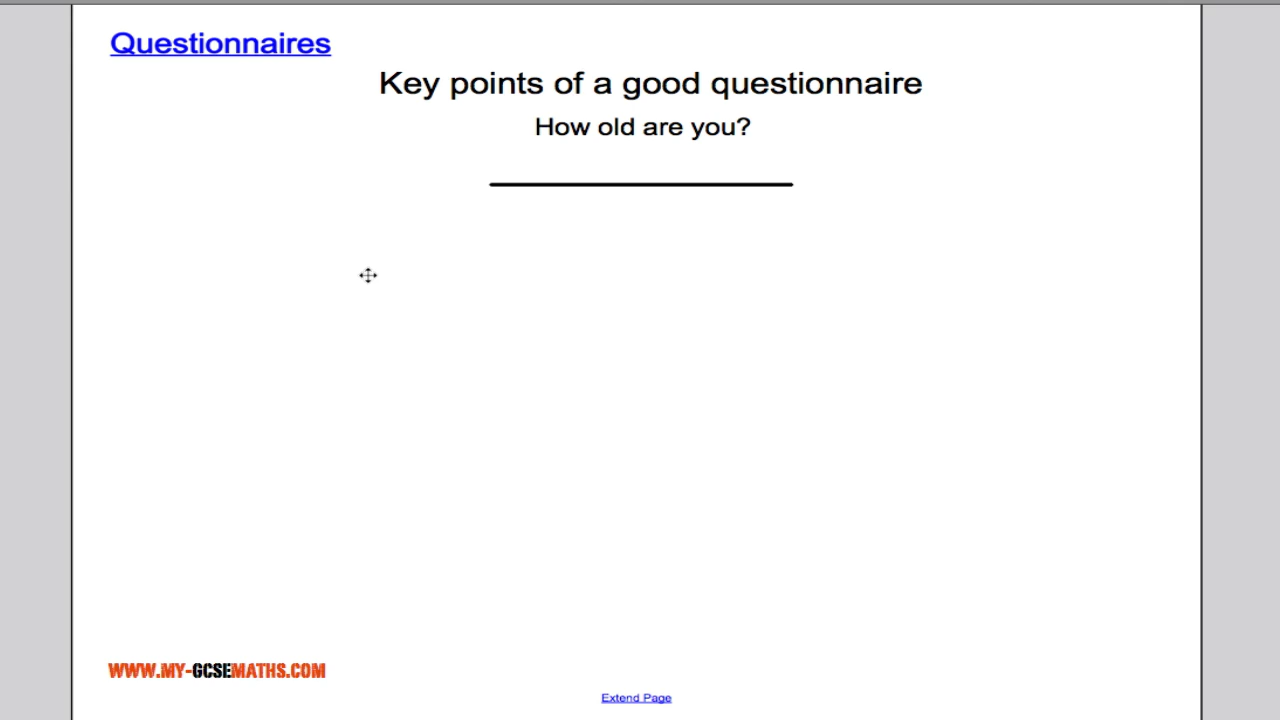 Questionnaires
Key points of a good questionnaire
How old are you?
WWW.MY-GCSEMATHS.COM
Extend Page